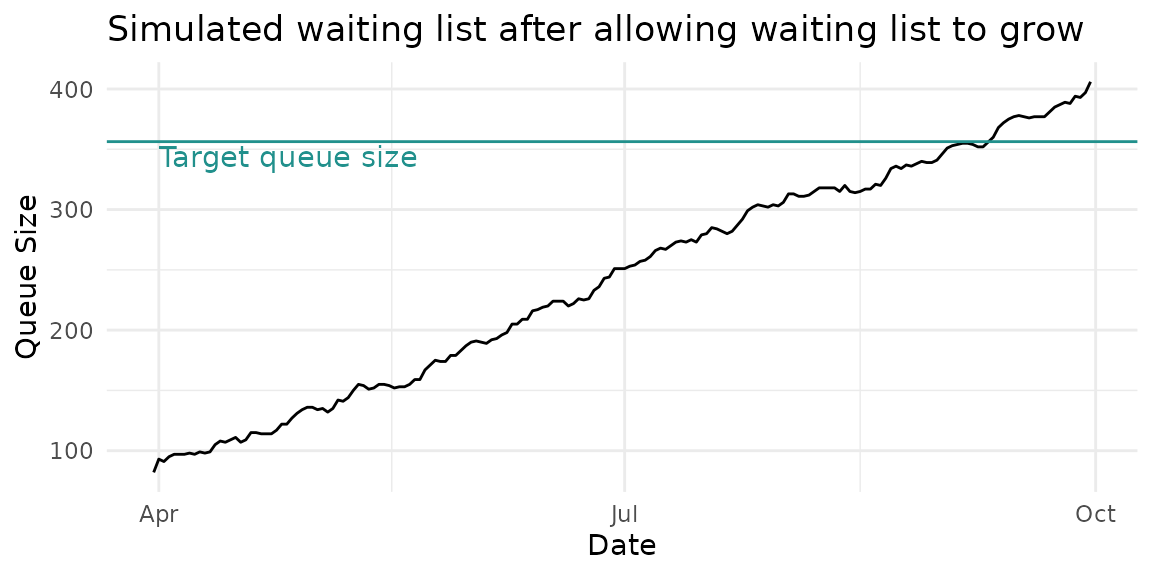 Simulated waiting list after allowing waiting list to grow
400
Target queue size
300
200
100
Queue Size
Apr
Jul
Oct
Date